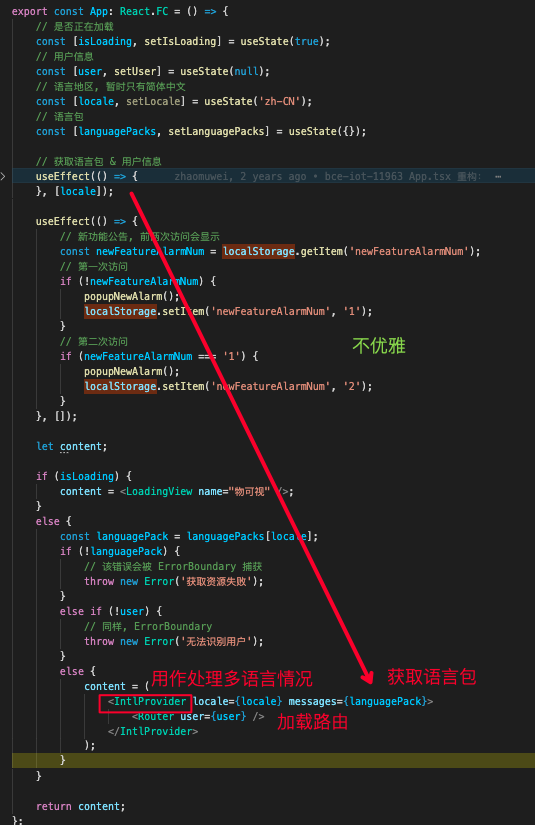 export const App: React.FC = () => {
// 是否正在加载
const [isLoading, setIsLoading] = useState(true);
// 用户信息
const [user, setUser] = useState(null);
// 语言地区, 暂时只有简体中文
const [locale, setLocale] = useState('zh-CN');
// 语言包
const [languagePacks, setLanguagePacks] = useState({});
// 获取语言包 & 用户信息
useEffect(() => { zhaomuwei, 2 years ago • bce-iot-11963 App.tsx 重构: …
}, [locale]);
useEffect(() => {
// 新功能公告, 前两次访问会显示
const newFeatureAlarmNum = localStorage.getItem('newFeatureAlarmNum');
// 第一次访问
if (!newFeatureAlarmNum) {
popupNewAlarm();
localStorage.setItem('newFeatureAlarmNum', '1');
}
// 第二次访问
if (newFeatureAlarmNum === '1') {
不优雅
popupNewAlarm();
localStorage.setItem('newFeatureAlarmNum', '2');
}
}, []);
let content;
if (isLoading) {
content = <LoadingView name="物可视" />;
}
else {
const languagePack = languagePacks[locale];
if (!languagePack) {
// 该错误会被 ErrorBoundary 捕获
throw new Error('获取资源失败');
}
else if (!user) {
// 同样, ErrorBoundary
throw new Error('无法识别用户');
}
else {
用作处理多语言情况 获取语言包
content = (
<IntlProvider locale={locale} messages={languagePack}>
<Router user={user} /> 加载路由
</IntlProvider>
);
}
}
return content;
};